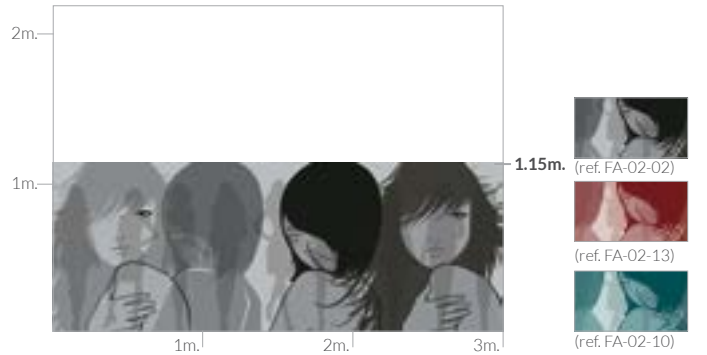 2m.
1.15m.
(ref. FA-02-02)
1m.
(ref. FA-02-13)
1m.
2m.
3m.
(ref. FA-02-10)